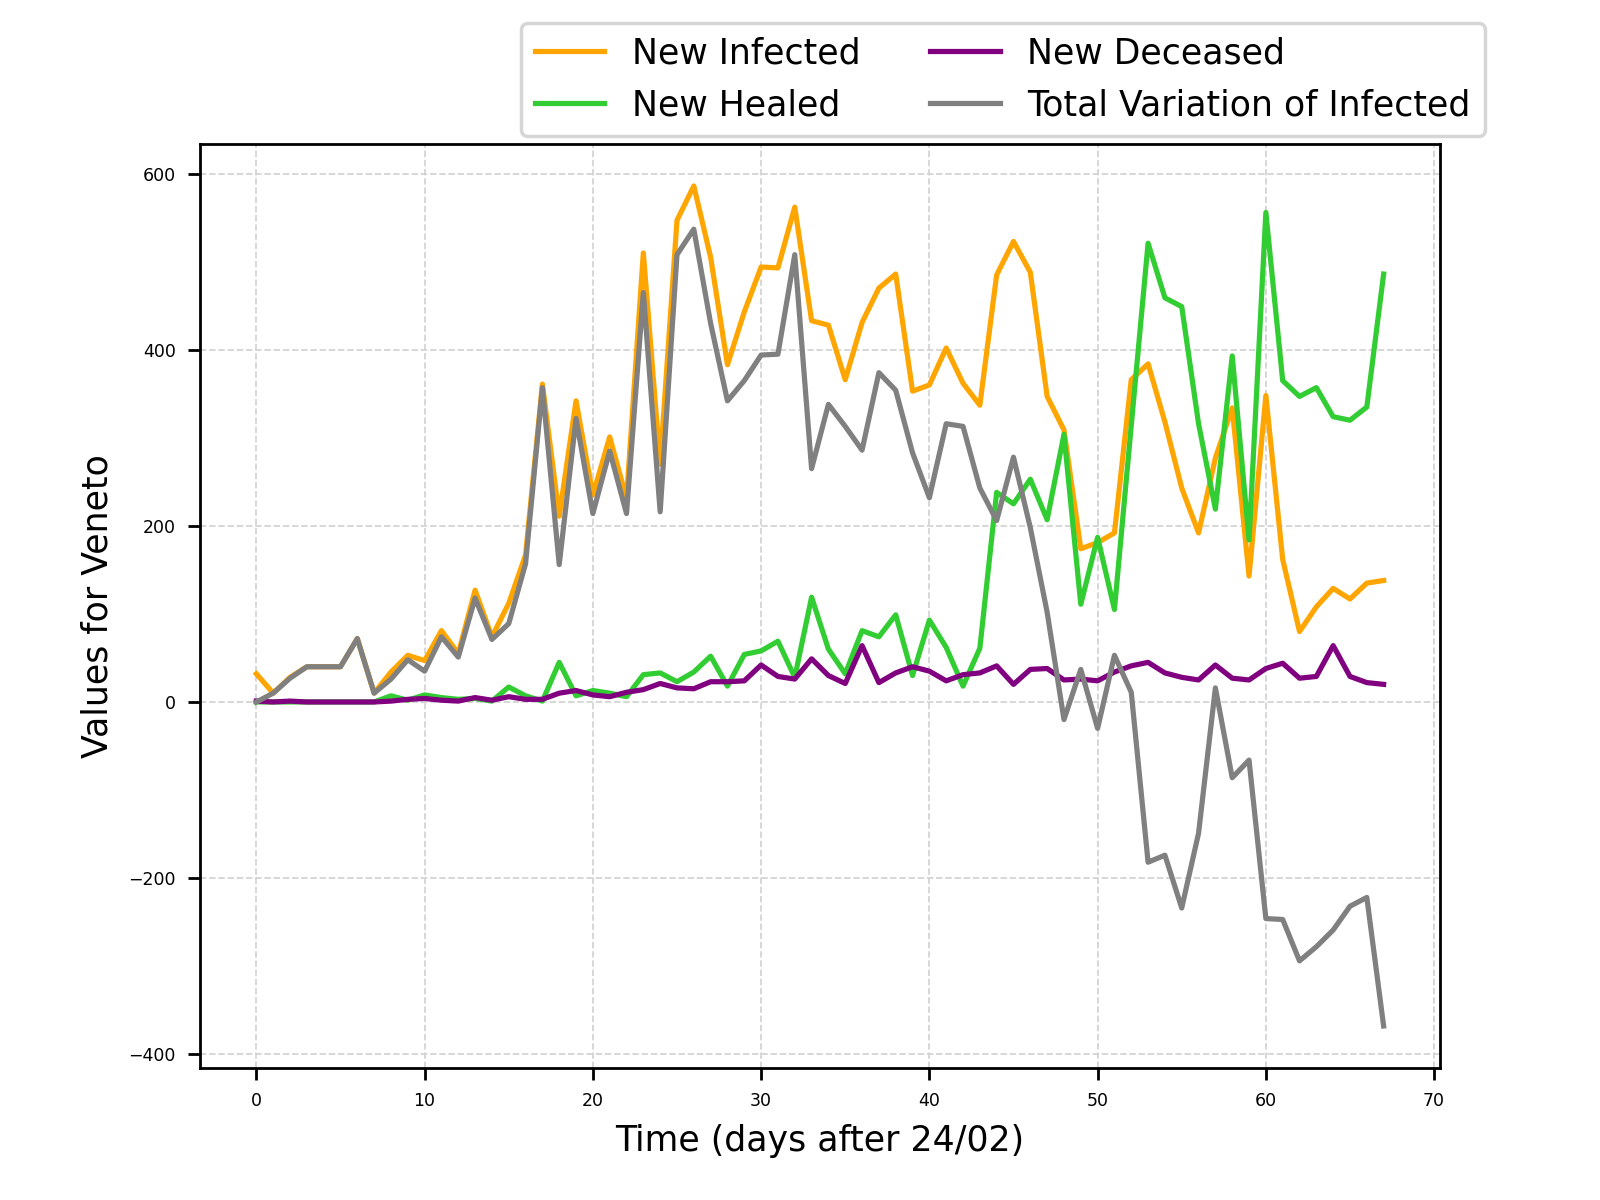 New Infected
New Healed
New Deceased
Total Variation of Infected
600
400
200
0
−200
−400
Values for Veneto
0 10 20 30 40 50 60 70
Time (days after 24/02)